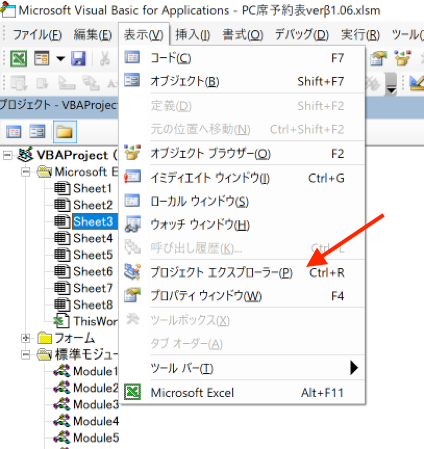 Microsoft Visual Basic for Applications - PC席予約表verβ1.06.xlsm
ファイル(F) 編集(E) 表示(V) 挿入(I) 書式(O) デバッグ(D) 実行(R) ツール(
コード(C) F7
オブジェクト(B) Shift+F7
定義(D) Shift+F2
元の位置へ移動(N) Ctrl+Shift+F2
オブジェクト ブラウザー(O) F2
イミディエイト ウィンドウ(I) Ctrl+G
ローカル ウィンドウ(S)
ウォッチ ウィンドウ(H)
呼び出し履歴(K)... Ctrl+L
プロジェクト エクスプローラー(P) Ctrl+R
プロパティ ウィンドウ(W) F4
ツールボックス(X)
タブ オーダー(A)
ツール バー(T)
Microsoft Excel Alt+F11
プロジェクト - VBAProject
VBAProject (
Microsoft E
Sheet1
Sheet2
Sheet3
Sheet4
Sheet5
Sheet6
Sheet7
Sheet8
ThisWor
フォーム
標準モジュー
Module1
Module2
Module3
Module4
Module5